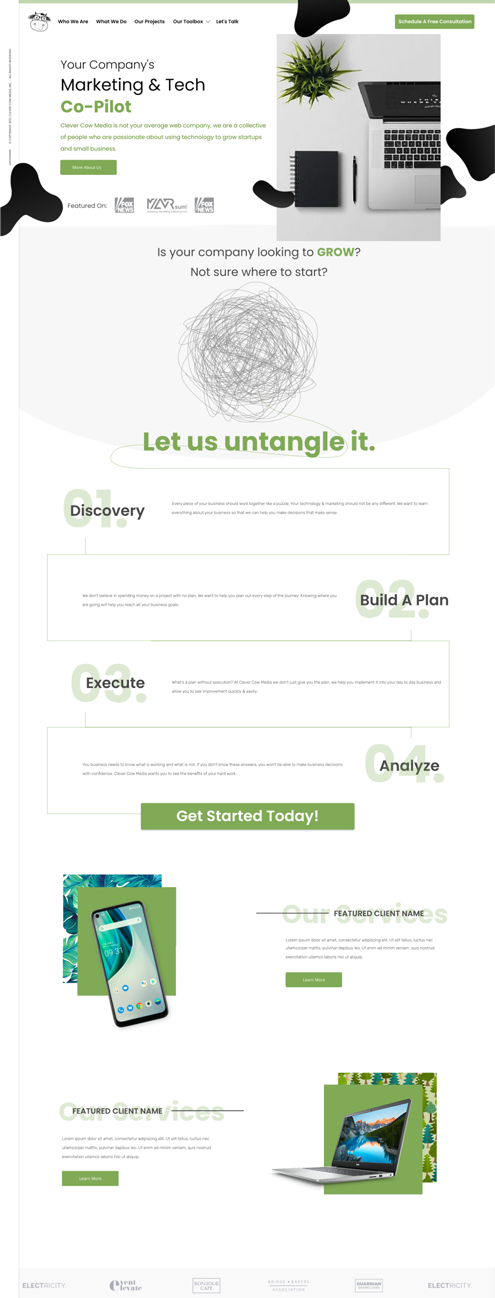 Who We Are
What We Do
Our Projects
Our Toolbox
Let's Talk
Schedule A Free Consultation
Your Company's
Marketing & Tech
Co-Pilot
Clever Cow Media is not your average web company, we are a collective
of people who are passionate about using technology to grow startups
and small business.
More About Us
Featured On:
FOX
NEWS
FOX
NEWS
Is your company looking to GROW?
Not sure where to start?
Let us untangle it.
01.
Discovery
Every piece of your business should work together like a puzzle. Your technology & marketing should not be any different. We want to learn
everything about your business so that we can help you make decisions that make sense.
02.
Build A Plan
We don't believe in spending money on a project with no plan. We want to help you plan out every step of the journey. Knowing where you
are going will help you reach all your business goals.
03.
Execute
What's a plan without execution? At Clever Cow Media we don't just give you the plan, we help you implement it into your day to day business and
allow you to see improvement quickly & easily.
04.
Analyze
You business needs to know what is working and what is not. If you don't know these answers, you won't be able to make business decisions
with confidence. Clever Cow Media wants you to see the benefits of your hard work.
Get Started Today!
Our Services
FEATURED CLIENT NAME
Lorem ipsum dolor sit amet, consectetur adipiscing elit, luctus nec
ullamcorper mattis, pulvinar dapibus leo. Ut enim ad minim veniam, quis nostrud
exercitation ullamco laboris nisi ut aliquip.
Learn More
09:31
Our Services
FEATURED CLIENT NAME
Lorem ipsum dolor sit amet, consectetur adipiscing elit, luctus nec
ullamcorper mattis, pulvinar dapibus leo. Ut enim ad minim veniam, quis nostrud
exercitation ullamco laboris nisi ut aliquip.
Learn More
ELECTRICITY.
Event
Elevate
BONJOUR
CAFE
BRIDGE + BAKERY
ASSOCIATION
GUARDIAN
ELECTRICITY.